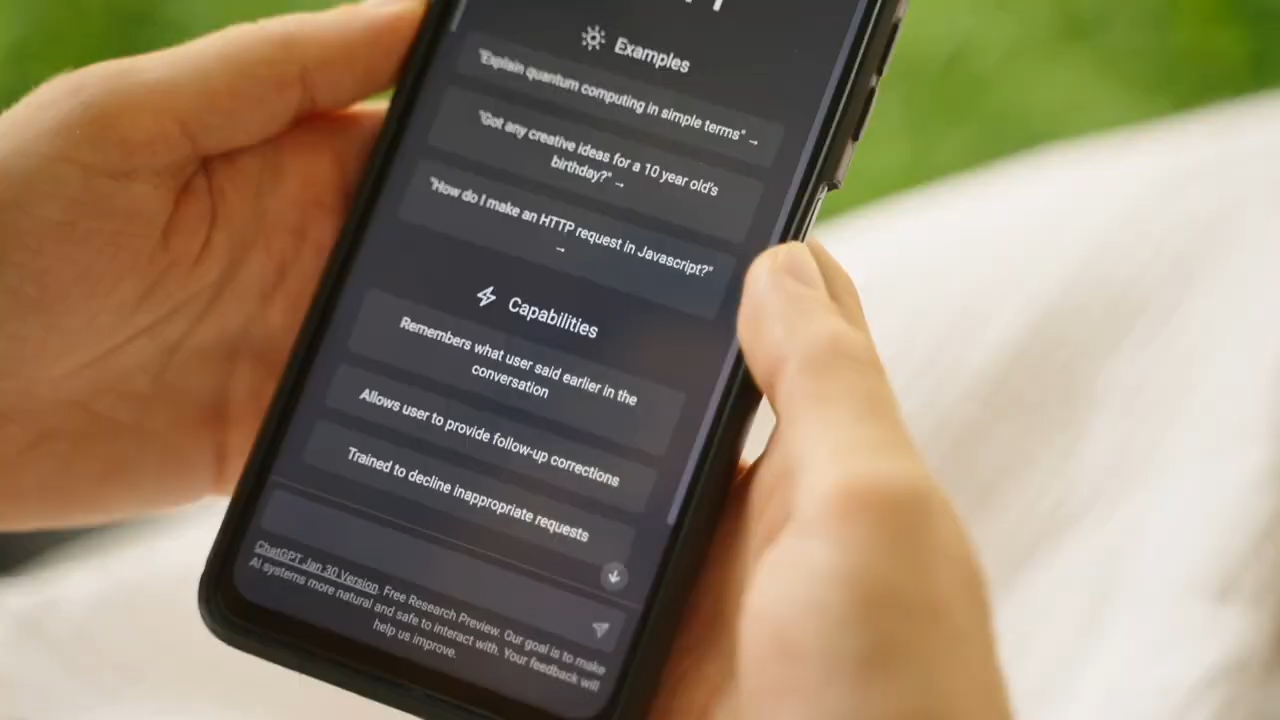 Examples
"Explain quantum computing in simple terms" →
"Got any creative ideas for a 10 year old's
birthday?" →
"How do I make an HTTP request in Javascript?"
→
Capabilities
Remembers what user said earlier in the
conversation
Allows user to provide follow-up corrections
Trained to decline inappropriate requests
ChatGPT Jan 30 Version. Free Research Preview. Our goal is to make
AI systems more natural and safe to interact with. Your feedback will
help us improve.